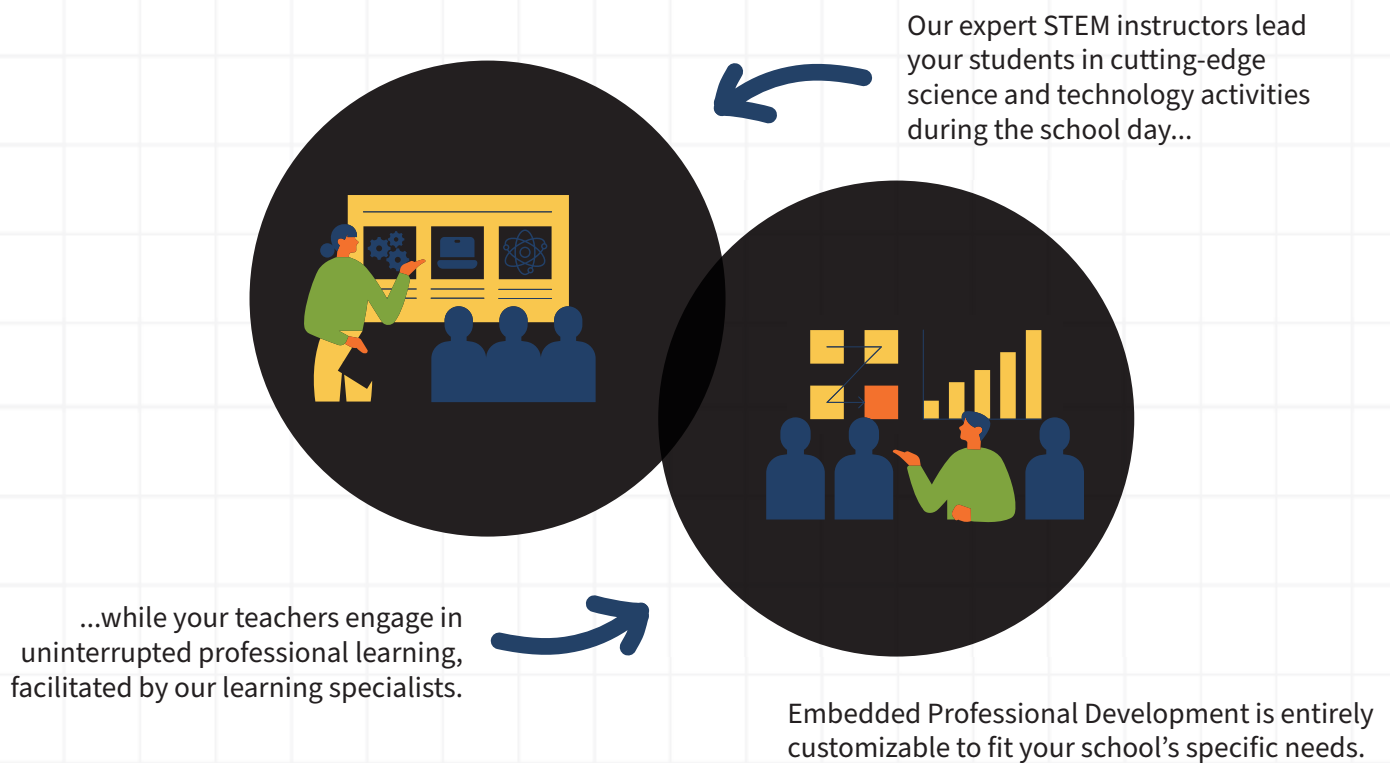 Our expert STEM instructors lead
your students in cutting-edge
science and technology activities
during the school day...
...while your teachers engage in
uninterrupted professional learning,
facilitated by our learning specialists.
Embedded Professional Development is entirely
customizable to fit your school’s specific needs.